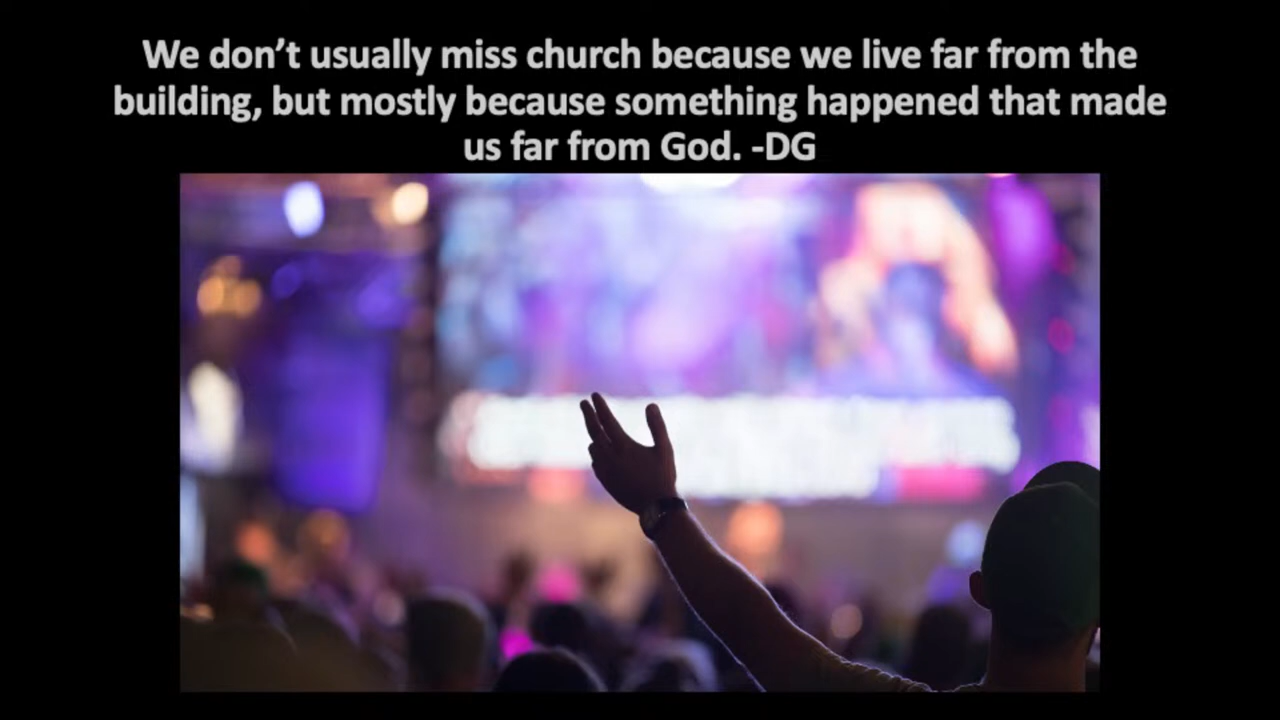 We don’t usually miss church because we live far from the
building, but mostly because something happened that made
us far from God. -DG